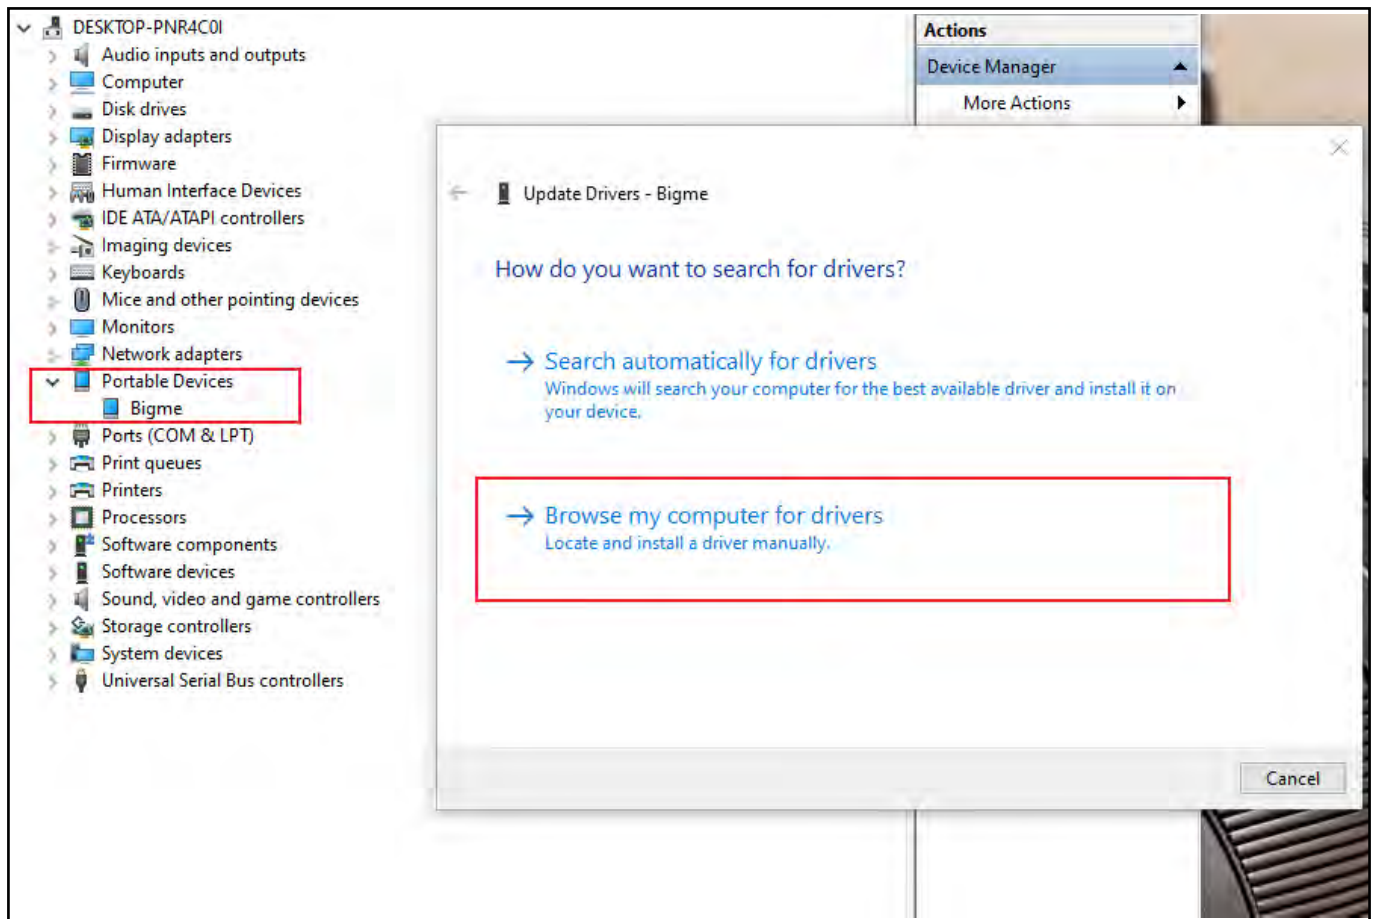 DESKTOP-PNR4C0I
Audio inputs and outputs
Computer
Disk drives
Display adapters
Firmware
Human Interface Devices
IDE ATA/ATAPI controllers
Imaging devices
Keyboards
Mice and other pointing devices
Monitors
Network adapters
Portable Devices
Bigme
Ports (COM & LPT)
Print queues
Printers
Processors
Software components
Software devices
Sound, video and game controllers
Storage controllers
System devices
Universal Serial Bus controllers
Actions
Device Manager
More Actions
Update Drivers - Bigme
How do you want to search for drivers?
Search automatically for drivers
Windows will search your computer for the best available driver and install it on
your device.
Browse my computer for drivers
Locate and install a driver manually.
Cancel